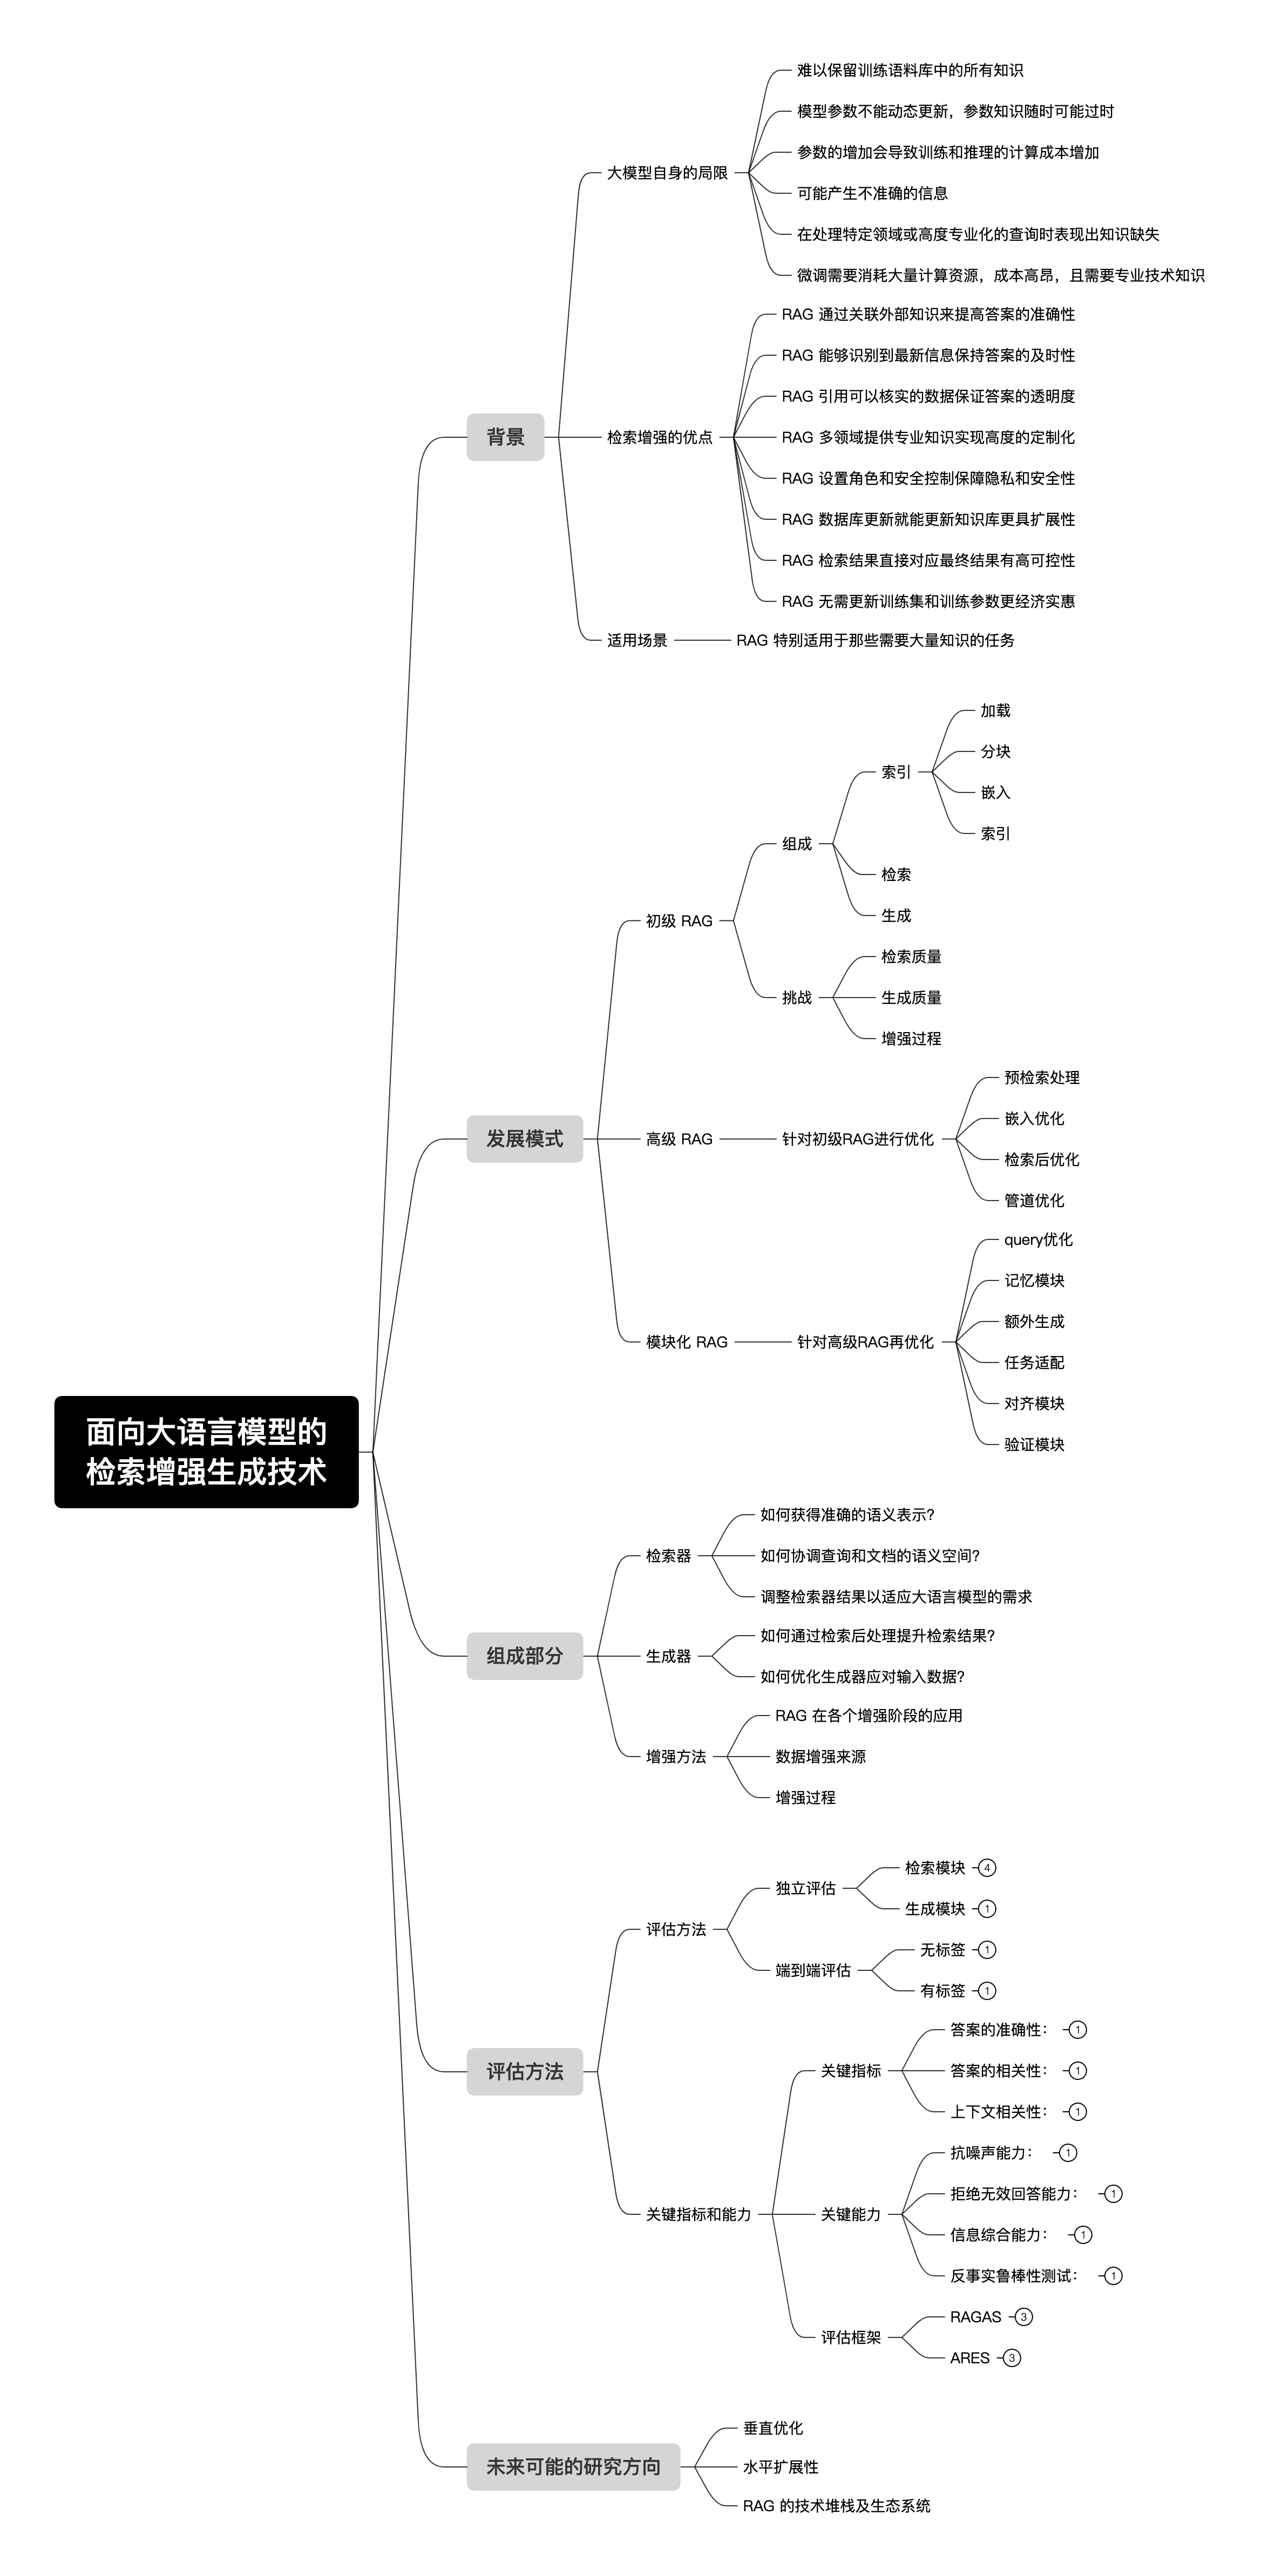 面向大语言模型的
检索增强生成技术
背景
大模型自身的局限
难以保留训练语料库中的所有知识
模型参数不能动态更新，参数知识随时可能过时
参数的增加会导致训练和推理的计算成本增加
可能产生不准确的信息
在处理特定领域或高度专业化的查询时表现出知识缺失
微调需要消耗大量计算资源，成本高昂，且需要专业技术知识
检索增强的优点
RAG 通过关联外部知识来提高答案的准确性
RAG 能够识别到最新信息保持答案的及时性
RAG 引用可以核实的数据保证答案的透明度
RAG 多领域提供专业知识实现高度的定制化
RAG 设置角色和安全控制保障隐私和安全性
RAG 数据库更新就能更新知识库更具扩展性
RAG 检索结果直接对应最终结果有高可控性
RAG 无需更新训练集和训练参数更经济实惠
适用场景
RAG 特别适用于那些需要大量知识的任务
发展模式
初级 RAG
组成
索引
加载
分块
嵌入
索引
检索
生成
挑战
检索质量
生成质量
增强过程
高级 RAG
针对初级RAG进行优化
预检索处理
嵌入优化
检索后优化
管道优化
模块化 RAG
针对高级RAG再优化
query优化
记忆模块
额外生成
任务适配
对齐模块
验证模块
组成部分
检索器
如何获得准确的语义表示？
如何协调查询和文档的语义空间？
调整检索器结果以适应大语言模型的需求
生成器
如何通过检索后处理提升检索结果？
如何优化生成器应对输入数据？
增强方法
RAG 在各个增强阶段的应用
数据增强来源
增强过程
评估方法
评估方法
独立评估
检索模块 4
生成模块 1
端到端评估
无标签 1
有标签 1
关键指标和能力
关键指标
答案的准确性： 1
答案的相关性： 1
上下文相关性： 1
关键能力
抗噪声能力： 1
拒绝无效回答能力： 1
信息综合能力： 1
反事实鲁棒性测试： 1
评估框架
RAGAS 3
ARES 3
未来可能的研究方向
垂直优化
水平扩展性
RAG 的技术堆栈及生态系统